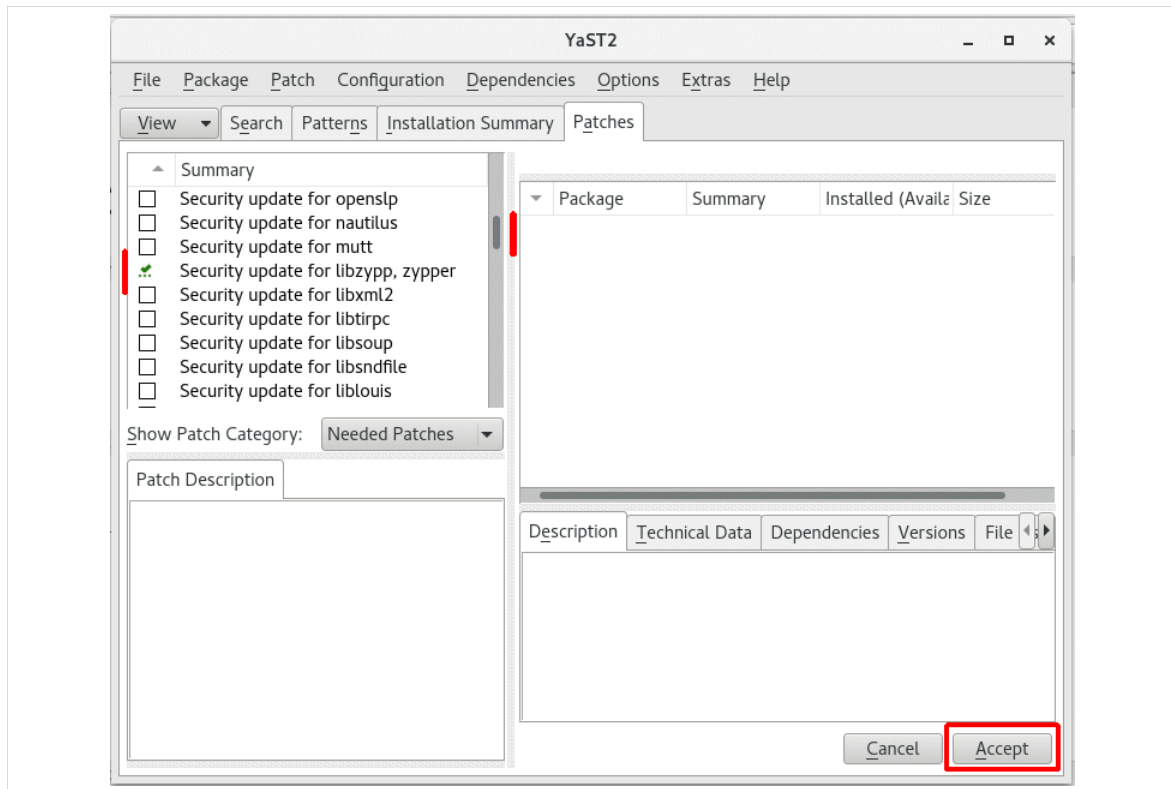 YaST2
File Package Patch Configuration Dependencies Options Extras Help
View Search Patterns Installation Summary Patches
Summary
Security update for openslp
Security update for nautilus
Security update for mutt
Security update for libzypp, zypper
Security update for libxml2
Security update for libtirpc
Security update for libsoup
Security update for libsndfile
Security update for liblouis
Show Patch Category: Needed Patches
Patch Description
Package Summary Installed (Availa Size
Description Technical Data Dependencies Versions File
Cancel Accept